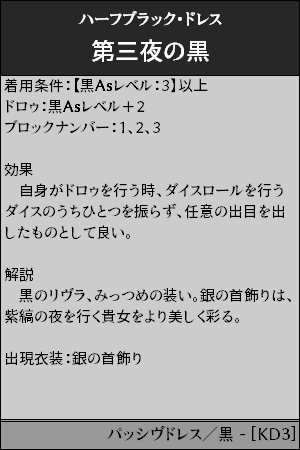 ハーフブラック・ドレス
第三夜の黒
着用条件：【黒Asレベル：3】以上
ドロゥ：黒Asレベル＋2
ブロックナンバー：1、2、3
効果
　自身がドロゥを行う時、ダイスロールを行う
ダイスのうちひとつを振らず、任意の出目を出
したものとして良い。
解説
　黒のリヴラ、みっつめの装い。銀の首飾りは、
紫縞の夜を行く貴女をより美しく彩る。
出現衣装：銀の首飾り
パッシヴドレス／黒 - [KD3]